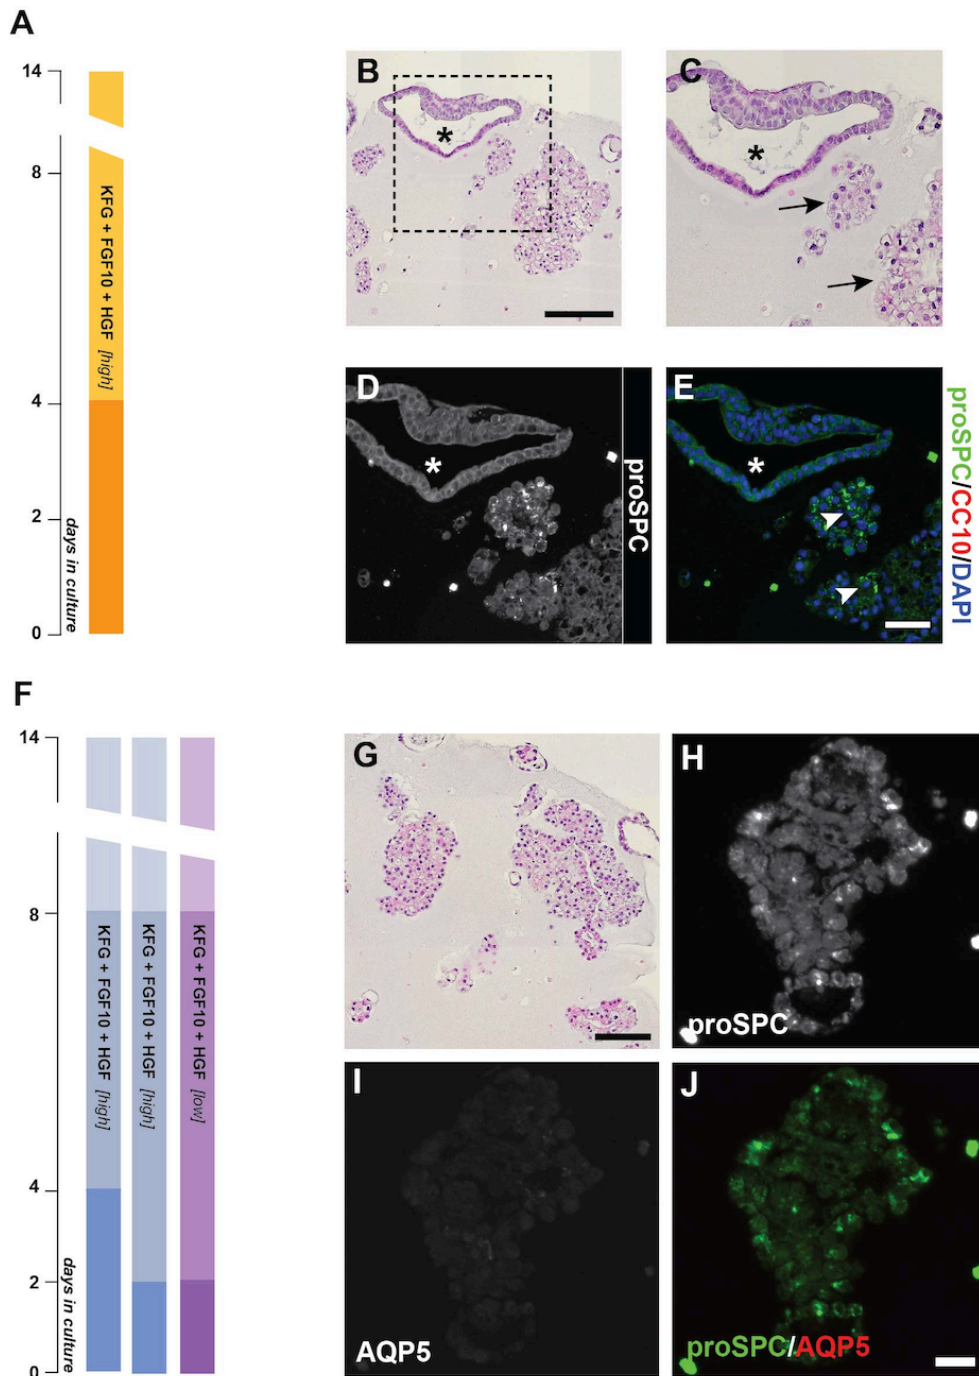 A
14
8
4
2
0
days in culture
KFG + FGF10 + HGF [high]
B
*
C
*
D
*
proSPC
E
*
proSPC/CC10/DAPI
F
14
8
4
2
0
days in culture
KFG + FGF10 + HGF [high]
KFG + FGF10 + HGF [high]
KFG + FGF10 + HGF [low]
G
H
proSPC
I
AQP5
J
proSPC/AQP5